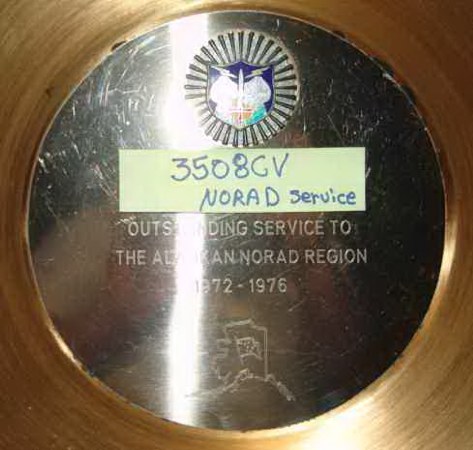 3508CV
NORAD Service
OUTSTANDING SERVICE TO
THE ALASKAN NORAD REGION
1972 - 1976